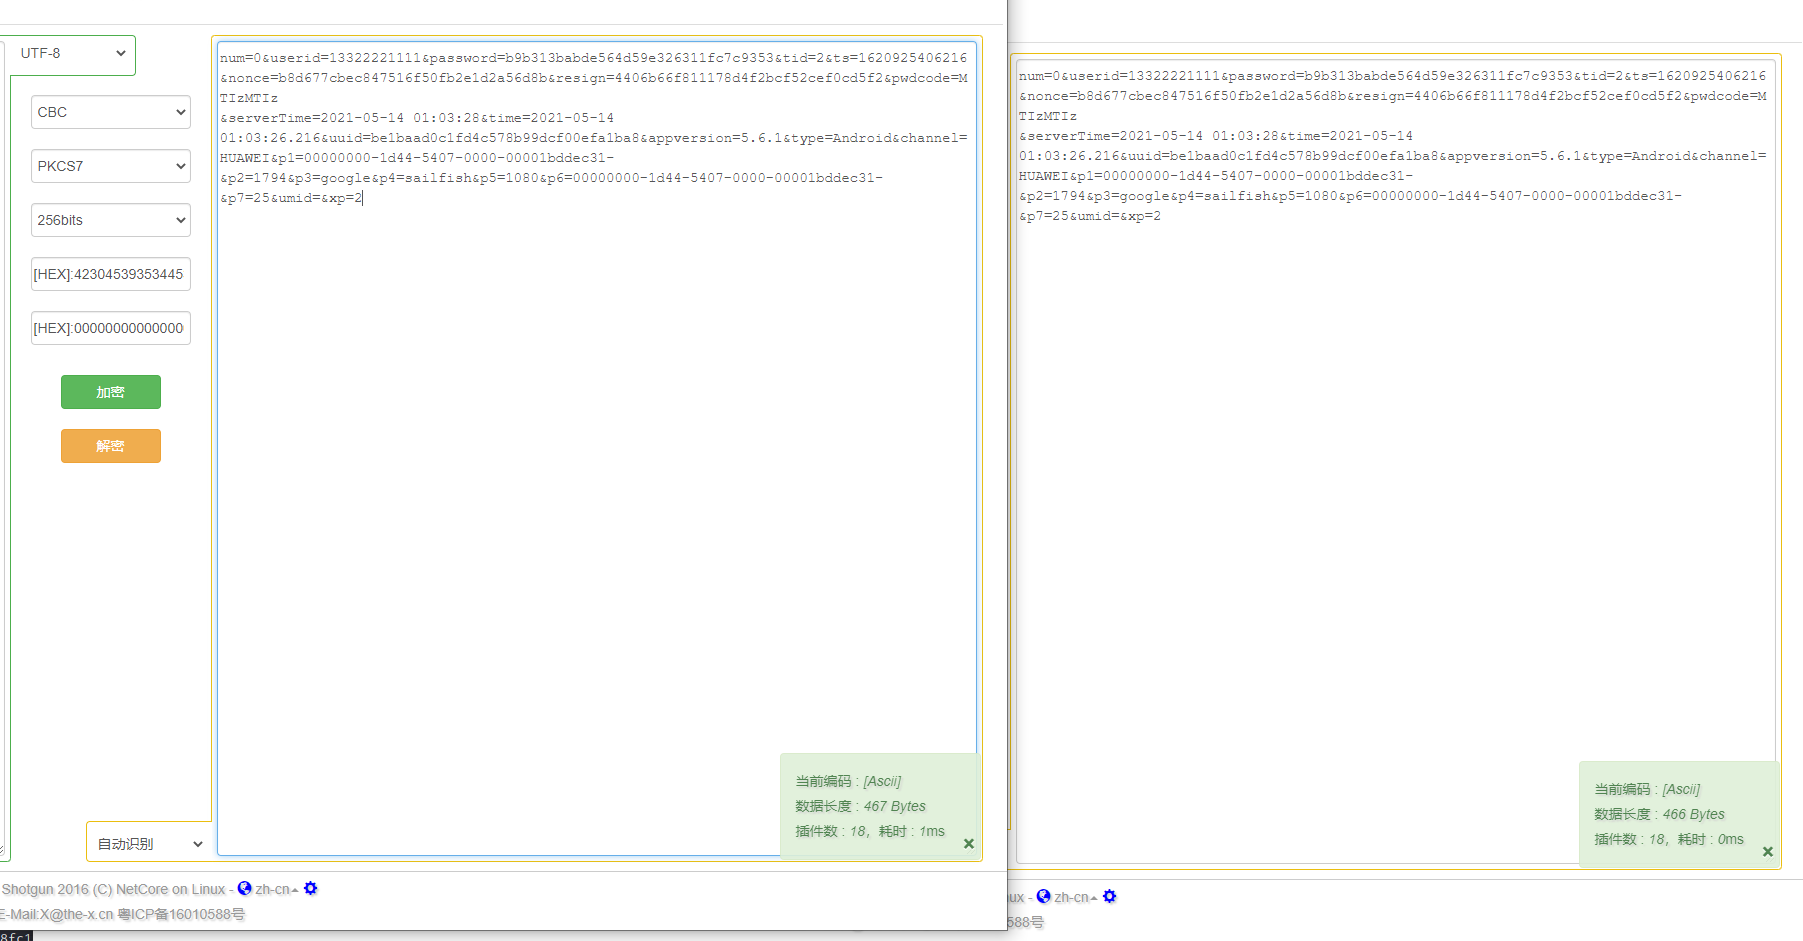 UTF-8
CBC
PKCS7
256bits
[HEX]:42304539353445
[HEX]:00000000000000
加密
解密
自动识别
num=0&userid=13322221111&password=b9b313babde564d59e326311fc7c9353&tid=2&ts=1620925406216
&nonce=b8d677cbec847516f50fb2e1d2a56d8b&resign=4406b66f811178d4f2bcf52cef0cd5f2&pwdcode=M
TIzMTIz
&serverTime=2021-05-14 01:03:28&time=2021-05-14
01:03:26.216&uuid=be1baad0c1fd4c578b99dcf00efa1ba8&appversion=5.6.1&type=Android&channel=
HUAWEI&p1=00000000-1d44-5407-0000-00001bddec31-
&p2=1794&p3=google&p4=sailfish&p5=1080&p6=00000000-1d44-5407-0000-00001bddec31-
&p7=25&umid=&xp=2
当前编码 : [Ascii]
数据长度 : 467 Bytes
插件数 : 18，耗时 : 1ms
Shotgun 2016 (C) NetCore on Linux - zh-cn
E-Mail:X@the-x.cn 粤ICP备16010588号
8fc1
num=0&userid=13322221111&password=b9b313babde564d59e326311fc7c9353&tid=2&ts=1620925406216
&nonce=b8d677cbec847516f50fb2e1d2a56d8b&resign=4406b66f811178d4f2bcf52cef0cd5f2&pwdcode=M
TIzMTIz
&serverTime=2021-05-14 01:03:28&time=2021-05-14
01:03:26.216&uuid=be1baad0c1fd4c578b99dcf00efa1ba8&appversion=5.6.1&type=Android&channel=
HUAWEI&p1=00000000-1d44-5407-0000-00001bddec31-
&p2=1794&p3=google&p4=sailfish&p5=1080&p6=00000000-1d44-5407-0000-00001bddec31-
&p7=25&umid=&xp=2
当前编码 : [Ascii]
数据长度 : 466 Bytes
插件数 : 18，耗时 : 0ms
ux - zh-cn
588号